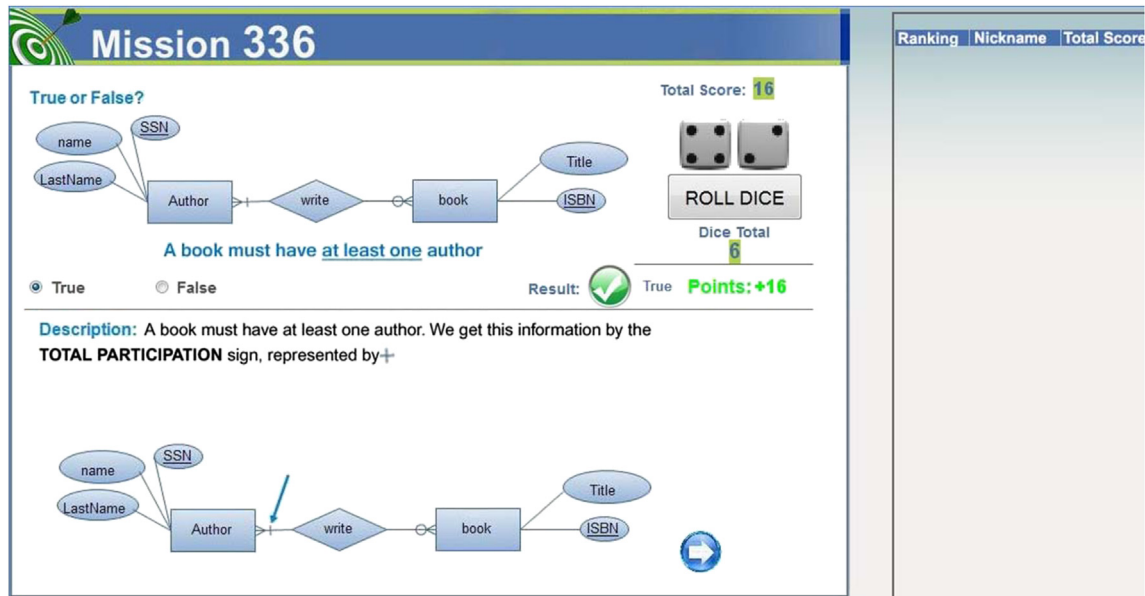 Mission 336
Ranking Nickname Total Score
True or False?
Total Score: 16
SSN
name
LastName
Title
Author
write
book
ISBN
ROLL DICE
A book must have at least one author
Dice Total
6
True
False
Result:
True
Points: +16
Description: A book must have at least one author. We get this information by the
TOTAL PARTICIPATION sign, represented by
SSN
name
LastName
Title
Author
write
book
ISBN